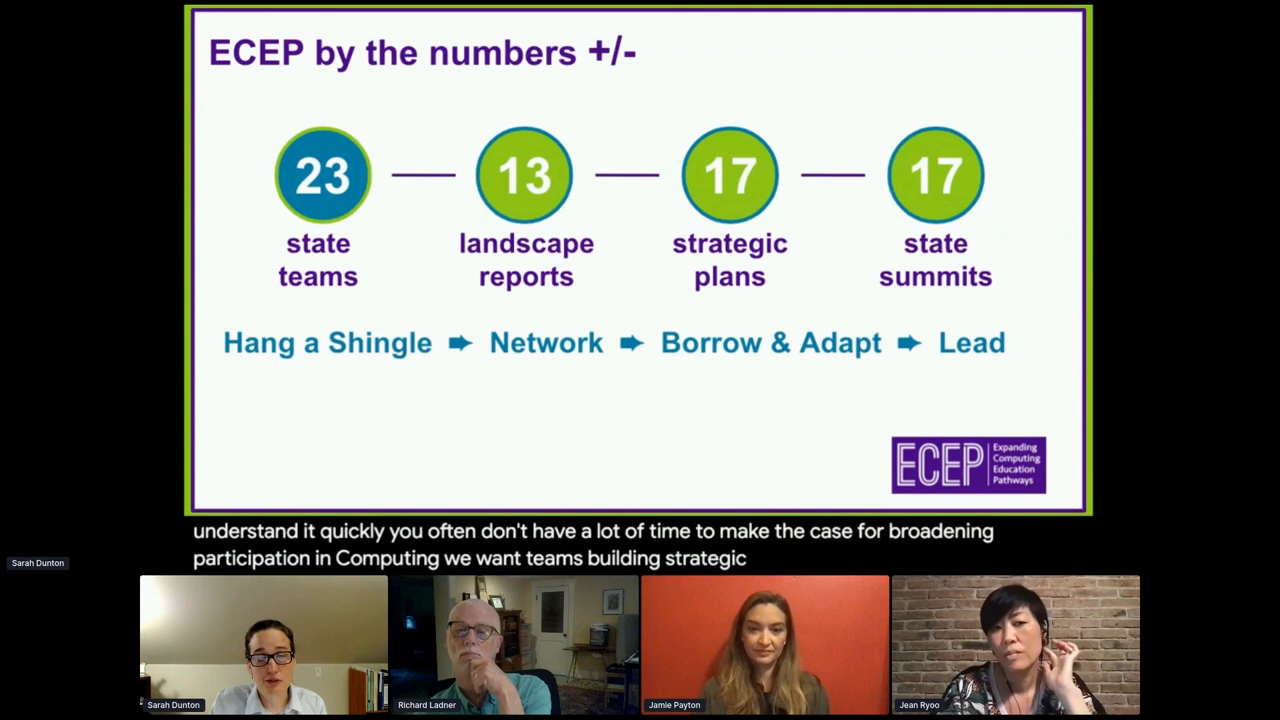 ECEP by the numbers +/-
23 13 17 17
state landscape strategic state
teams reports plans summits
Hang a Shingle ➨ Network ➨ Borrow & Adapt ➨ Lead
ECEP
Expanding
Computing
Education
Pathways
understand it quickly you often don't have a lot of time to make the case for broadening
participation in Computing we want teams building strategic
Sarah Dunton
Sarah Dunton
Richard Ladner
Jamie Payton
Jean Ryoo